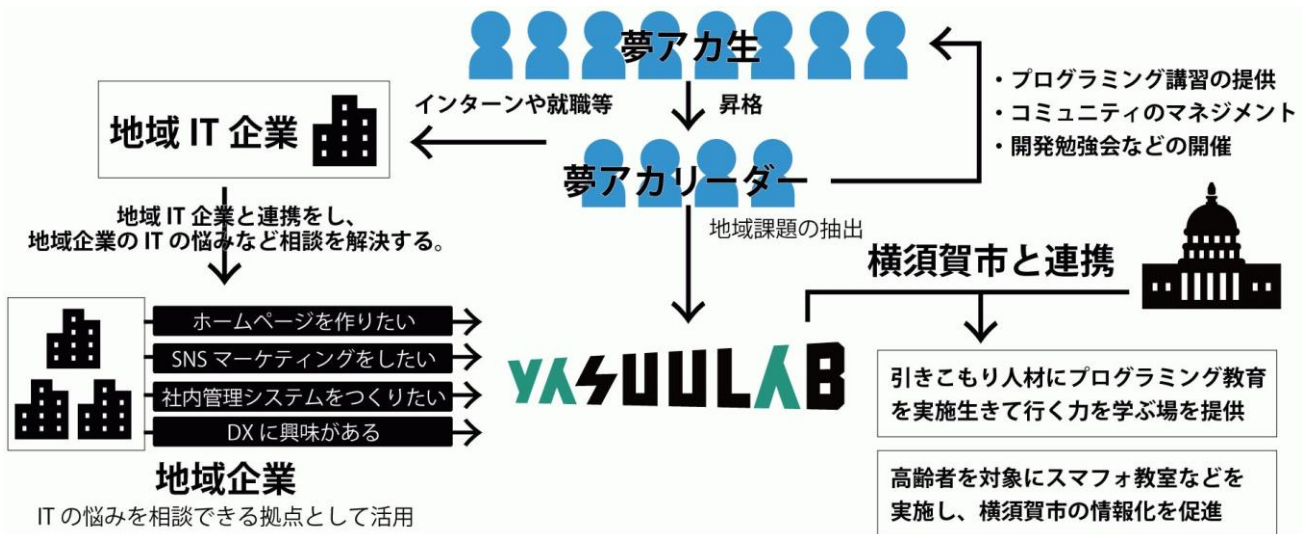 夢アカ生
インターンや就職等
昇格
・プログラミング講習の提供
・コミュニティのマネジメント
・開発勉強会などの開催
地域 IT 企業
夢アカリーダー
地域 IT 企業と連携をし、
地域企業の IT の悩みなど相談を解決する。
地域課題の抽出
横須賀市と連携
ホームページを作りたい
SNS マーケティングをしたい
社内管理システムをつくりたい
DX に興味がある
YASUULAB
地域企業
IT の悩みを相談できる拠点として活用
引きこもり人材にプログラミング教育
を実施生きて行く力を学ぶ場を提供
高齢者を対象にスマフォ教室などを
実施し、横須賀市の情報化を促進